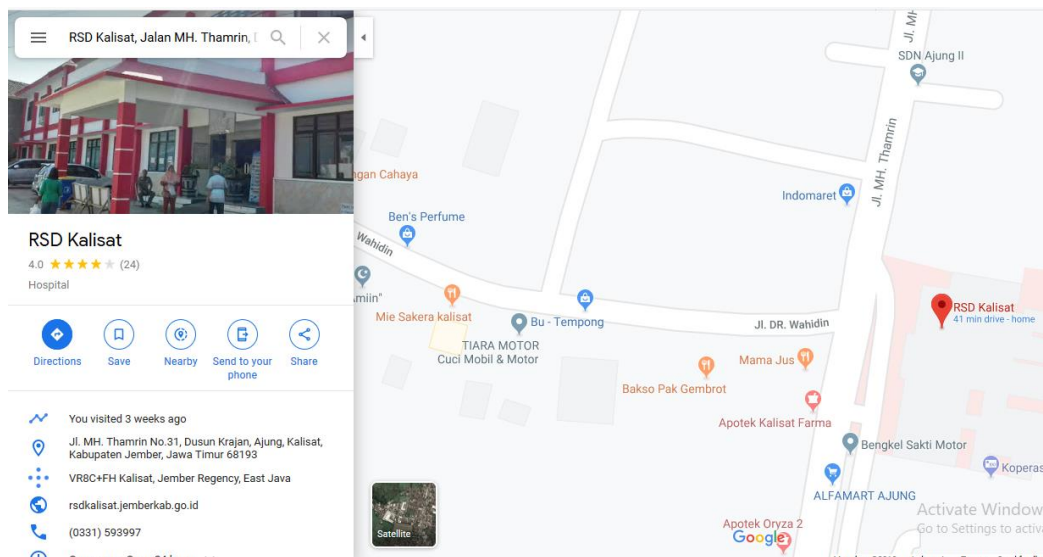 RSD Kalisat, Jalan MH. Thamrin,
RSD Kalisat
4.0 (24)
Hospital
Directions
Save
Nearby
Send to your
phone
Share
You visited 3 weeks ago
Jl. MH. Thamrin No.31, Dusun Krajan, Ajung, Kalisat,
Kabupaten Jember, Jawa Timur 68193
VR8C+FH Kalisat, Jember Regency, East Java
rsdkalisat.jemberkab.go.id
(0331) 593997
Jl. MH
SDN Ajung II
Jl. MH. Thamrin
ngan Cahaya
Indomaret
Ben's Perfume
Wahidin
Amiin"
Mie Sakera kalisat
Bu - Tempong
TIARA MOTOR
Cuci Mobil & Motor
Jl. DR. Wahidin
RSD Kalisat
41 min drive - home
Mama Jus
Bakso Pak Gembrot
Apotek Kalisat Farma
Bengkel Sakti Motor
Koperas
ALFAMART AJUNG
Apotek Oryza 2
Google
Satellite
Activate Window
Go to Settings to activa